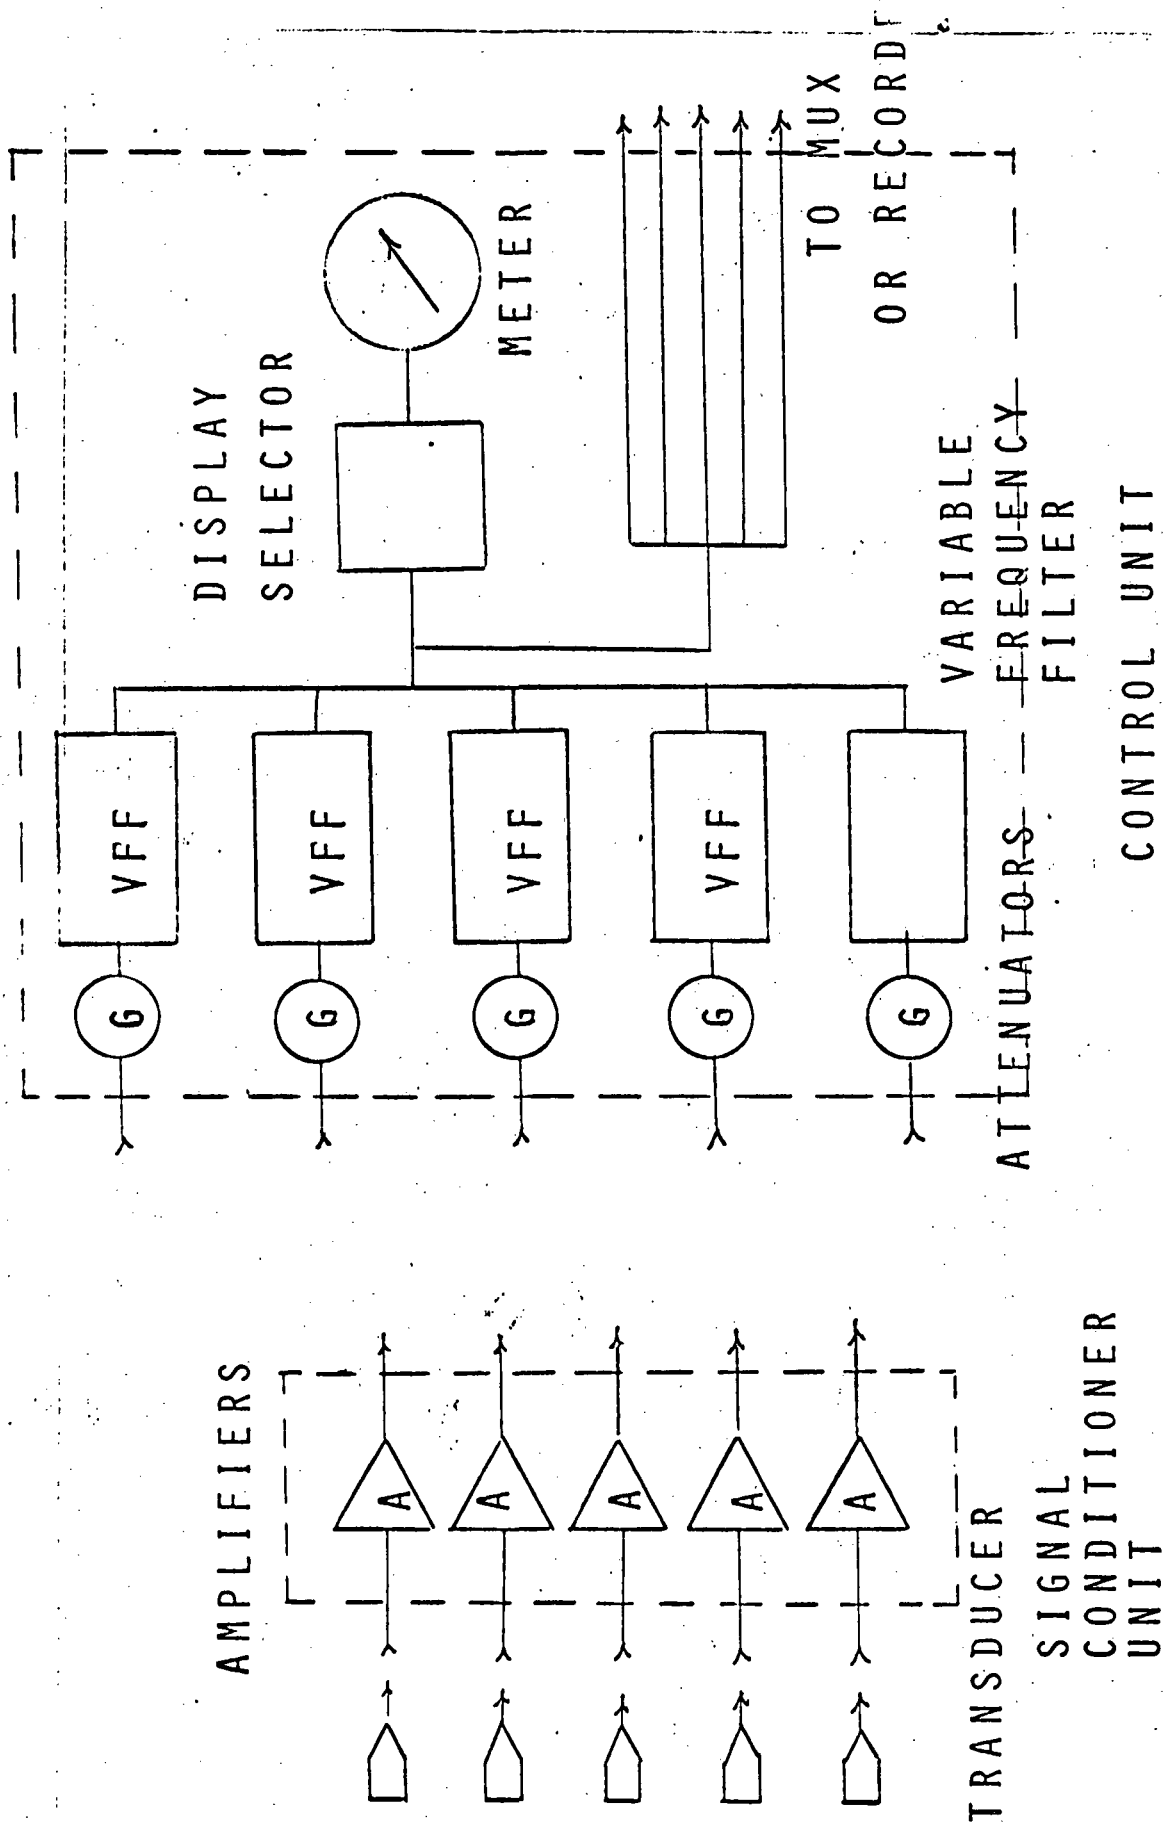 AMPLIFIERS
A
A
A
A
A
TRANSDUCER
SIGNAL
CONDITIONER
UNIT
DISPLAY
SELECTOR
METER
G
VFF
G
VFF
G
VFF
G
VFF
G
TO MUX
OR RECORD
ATTENUATORS
VARIABLE
FREQUENCY
FILTER
CONTROL UNIT